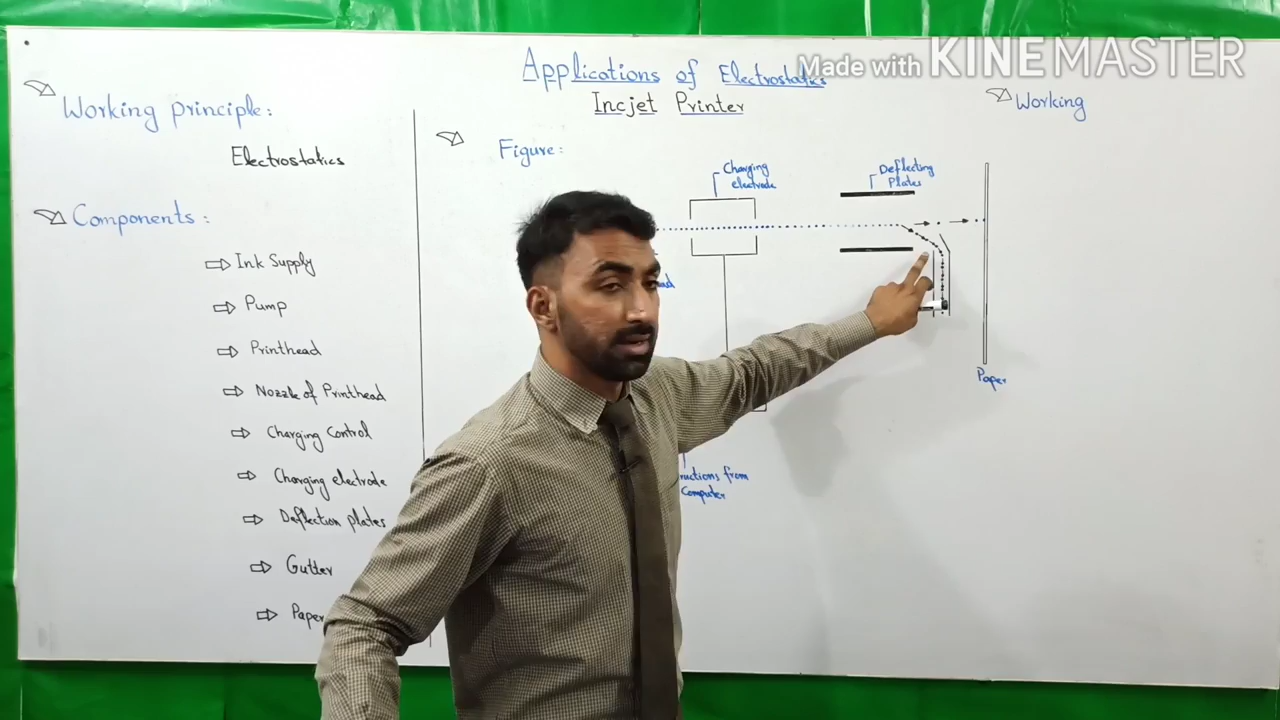 Made with KINEMASTER
Applications of Electrostatics
Incjet Printer
Working principle:
Electrostatics
Components:
Ink Supply
Pump
Printhead
Nozzle of Printhead
Charging Control
Charging electrode
Deflection plates
Gutter
Paper
Figure:
Charging
electrode
Deflecting
Plates
Paper
ructions from
Computer
Working